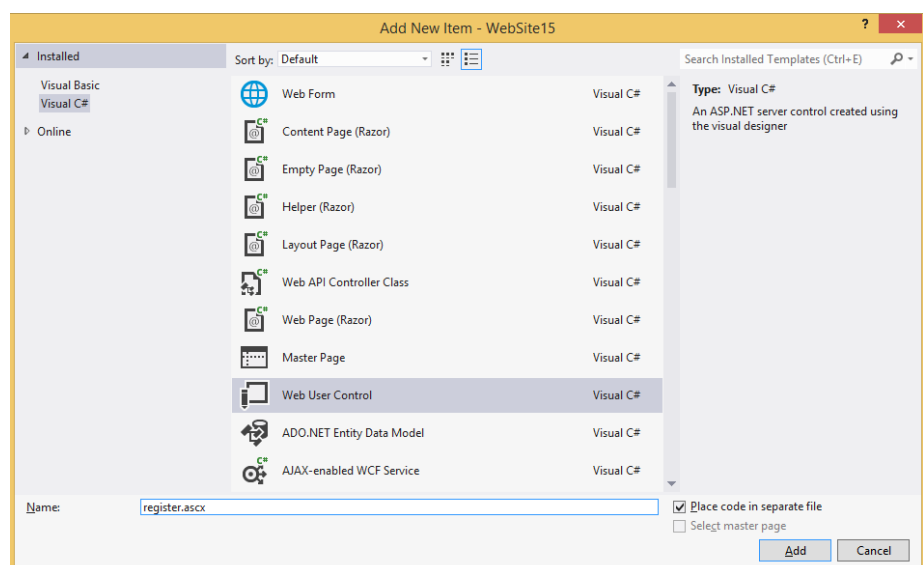 Add New Item - WebSite15
? ×
Installed
Visual Basic
Visual C#
Online
Sort by: Default
Search Installed Templates (Ctrl+E)
Web Form Visual C#
C# @ Content Page (Razor) Visual C#
C# @ Empty Page (Razor) Visual C#
C# @ Helper (Razor) Visual C#
C# @ Layout Page (Razor) Visual C#
C# Web API Controller Class Visual C#
C# @ Web Page (Razor) Visual C#
Master Page Visual C#
Web User Control Visual C#
ADO.NET Entity Data Model Visual C#
C# AJAX-enabled WCF Service Visual C#
Type: Visual C#
An ASP.NET server control created using
the visual designer
Name: register.ascx
Place code in separate file
Select master page
Add Cancel